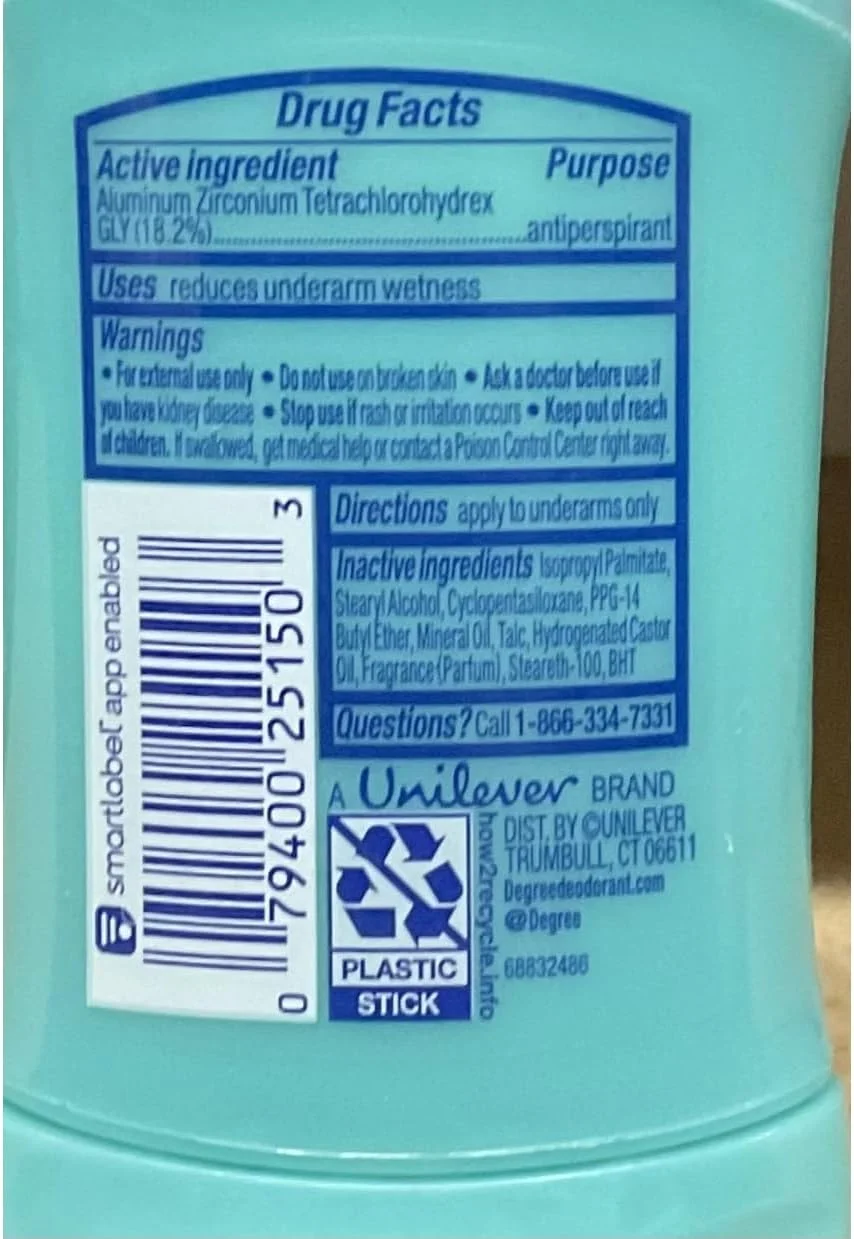 Drug Facts
Active ingredient Purpose
Aluminum Zirconium Tetrachlorohydrex
GLY (18.2%)..........................................antiperspirant
Uses reduces underarm wetness
Warnings
• For external use only • Do not use on broken skin • Ask a doctor before use if
you have kidney disease • Stop use if rash or irritation occurs • Keep out of reach
of children. If swallowed, get medical help or contact a Poison Control Center right away.
smartlabel app enabled
0 79400 25150 3
Directions apply to underarms only
Inactive ingredients Isopropyl Palmitate,
Stearyl Alcohol, Cyclopentasiloxane, PPG-14
Butyl Ether, Mineral Oil, Talc, Hydrogenated Castor
Oil, Fragrance (Parfum), Steareth-100, BHT
Questions? Call 1-866-334-7331
A Unilever BRAND
PLASTIC
STICK
how2recycle.info
DIST. BY ©UNILEVER
TRUMBULL, CT 06611
Degreedeodorant.com
@Degree
68832486